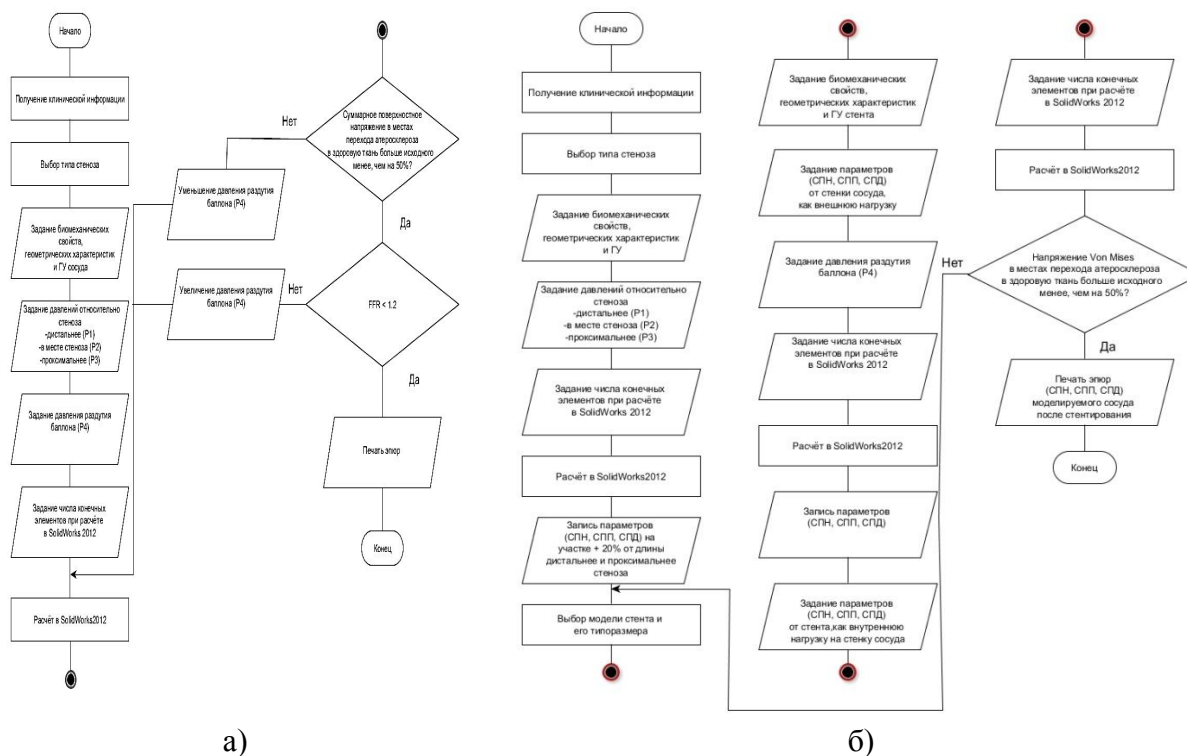 Начало
Получение клинической информации
Выбор типа стеноза
Задание биомеханических
свойств,
геометрических характеристик
и ГУ сосуда
Задание давлений относительно
стеноза
-дистальнее (P1)
-в месте стеноза (P2)
-проксимальнее (P3)
Задание давления раздутия
баллона (P4)
Задание числа конечных
элементов при расчёте
в SolidWorks 2012
Расчёт в SolidWorks2012
Суммарное поверхностное
напряжение в местах
перехода атеросклероза
в здоровую ткань больше исходного
менее, чем на 50%?
Нет
Уменьшение давления раздутия
баллона (P4)
Да
FFR < 1.2
Нет
Увеличение давления раздутия
баллона (P4)
Да
Печать эпюр
Конец
а)
Начало
Получение клинической информации
Выбор типа стеноза
Задание биомеханических
свойств,
геометрических характеристик
и ГУ
Задание давлений относительно
стеноза
-дистальнее (P1)
-в месте стеноза (P2)
-проксимальнее (P3)
Задание числа конечных
элементов при расчёте
в SolidWorks 2012
Расчёт в SolidWorks2012
Запись параметров
(СПН, СПП, СПД) на
участке + 20% от длины
дистальнее и проксимальнее
стеноза
Выбор модели стента и
его типоразмера
Задание биомеханических
свойств,
геометрических характеристик
и ГУ стента
Задание параметров
(СПН, СПП, СПД)
от стенки сосуда,
как внешнюю нагрузку
Задание давления раздутия
баллона (P4)
Задание числа конечных
элементов при расчёте
в SolidWorks 2012
Расчёт в SolidWorks2012
Запись параметров
(СПН, СПП, СПД)
Задание параметров
(СПН, СПП, СПД)
от стента,как внутреннюю
нагрузку на стенку сосуда
Задание числа конечных
элементов при расчёте
в SolidWorks 2012
Расчёт в SolidWorks2012
Нет
Напряжение Von Mises
в местах перехода атеросклероза
в здоровую ткань больше исходного
менее, чем на 50%?
Да
Печать эпюр
(СПН, СПП, СПД)
моделируемого сосуда
после стентирования
Конец
б)